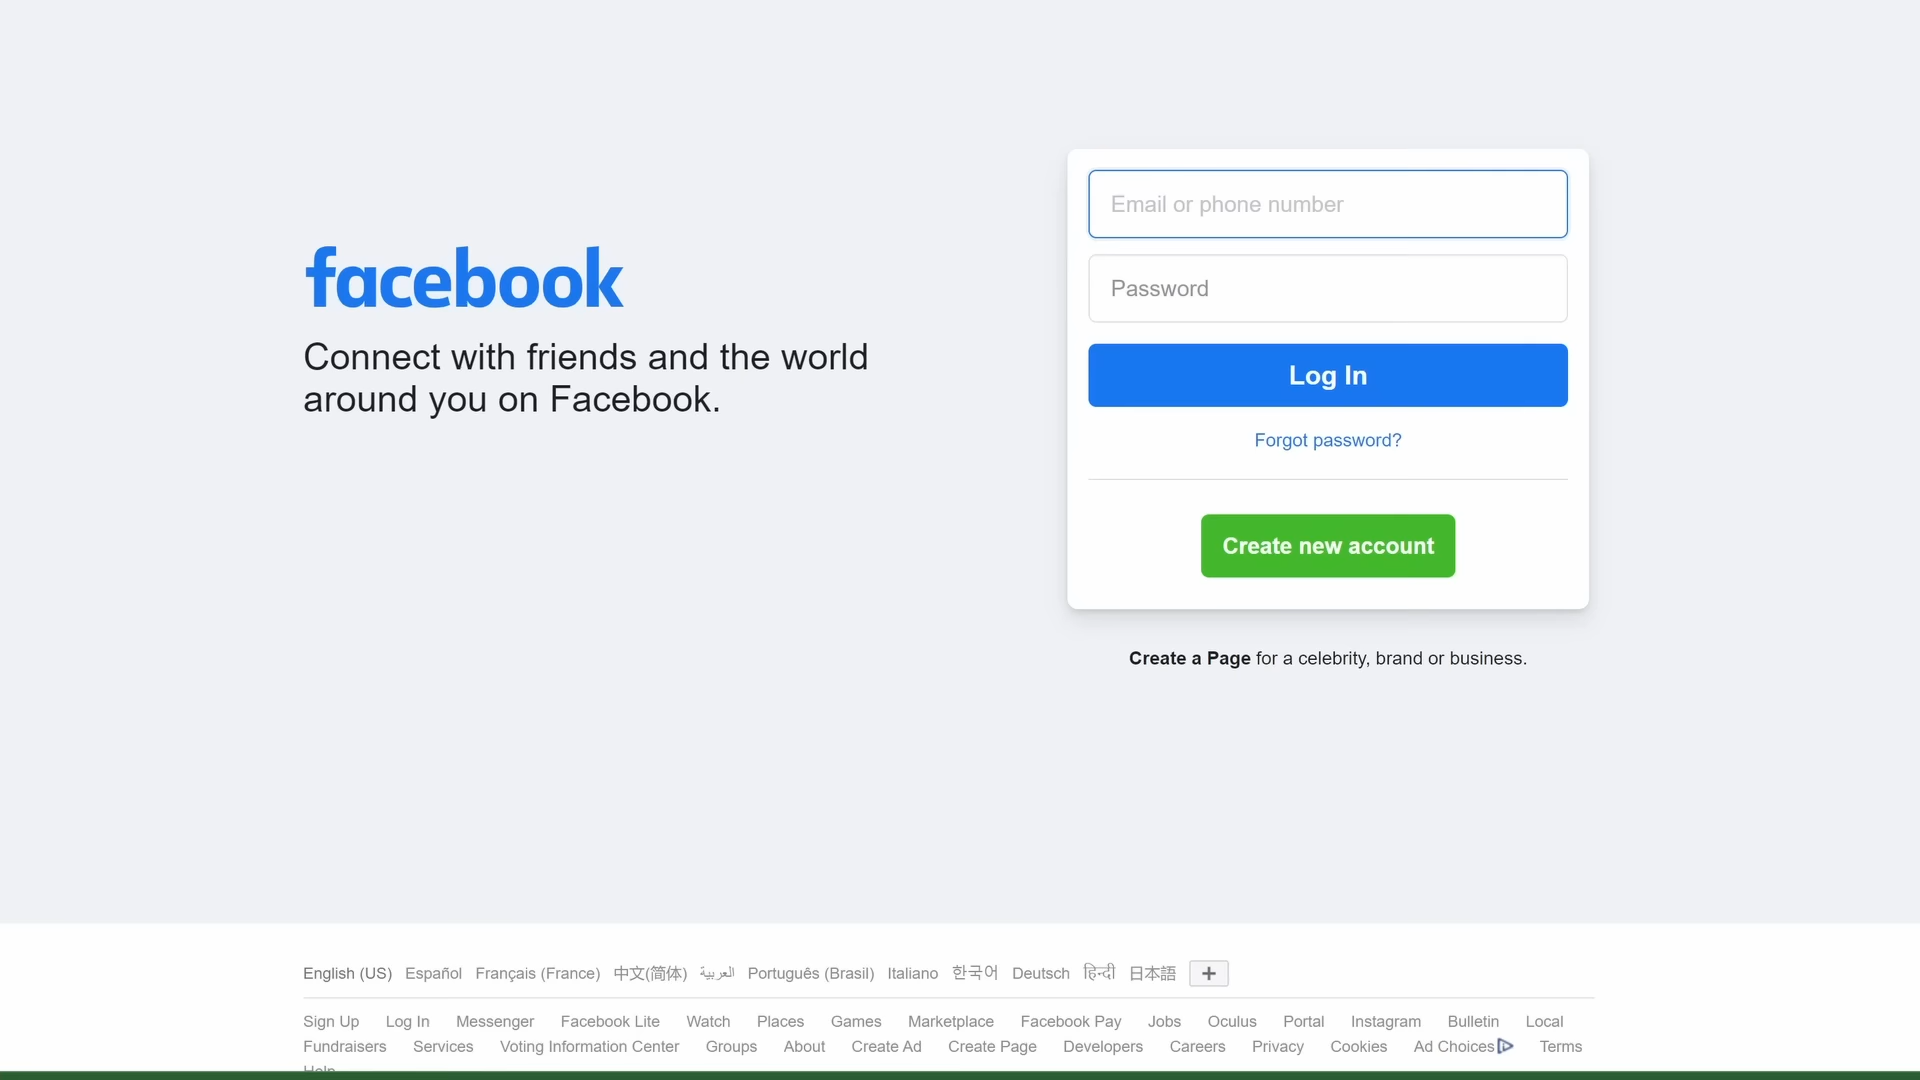 facebook
Connect with friends and the world
around you on Facebook.
Email or phone number
Password
Log In
Forgot password?
Create new account
Create a Page for a celebrity, brand or business.
English (US) Español Français (France) 中文(简体) العربية Português (Brasil) Italiano 한국어 Deutsch हिन्दी 日本語 +
Sign Up Log In Messenger Facebook Lite Watch Places Games Marketplace Facebook Pay Jobs Oculus Portal Instagram Bulletin Local
Fundraisers Services Voting Information Center Groups About Create Ad Create Page Developers Careers Privacy Cookies Ad Choices Terms
Help